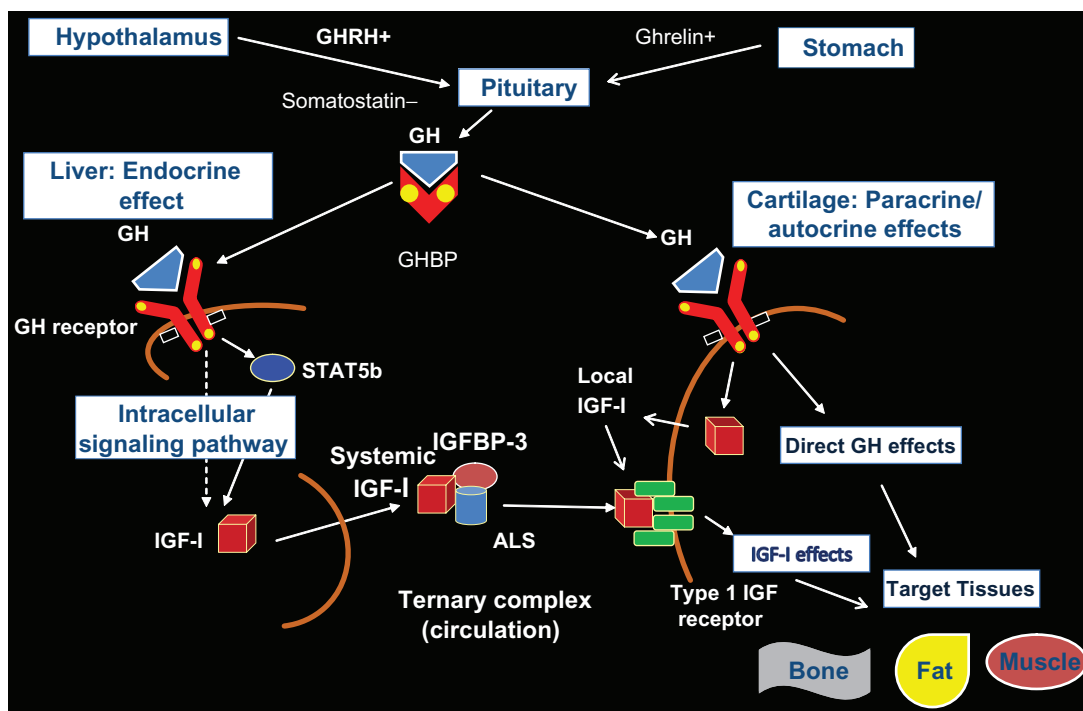 Hypothalamus
GHRH+
Ghrelin+
Stomach
Pituitary
Somatostatin–
GH
Liver: Endocrine
effect
GHBP
Cartilage: Paracrine/
autocrine effects
GH
GH
GH receptor
STAT5b
Intracellular
signaling pathway
IGF-I
Systemic
IGF-I
IGFBP-3
ALS
Ternary complex
(circulation)
Local
IGF-I
Direct GH effects
IGF-I effects
Type 1 IGF
receptor
Target Tissues
Bone
Fat
Muscle